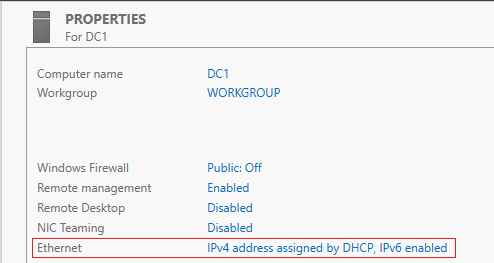 PROPERTIES
For DC1
Computer name DC1
Workgroup WORKGROUP
Windows Firewall Public: Off
Remote management Enabled
Remote Desktop Disabled
NIC Teaming Disabled
Ethernet IPv4 address assigned by DHCP, IPv6 enabled